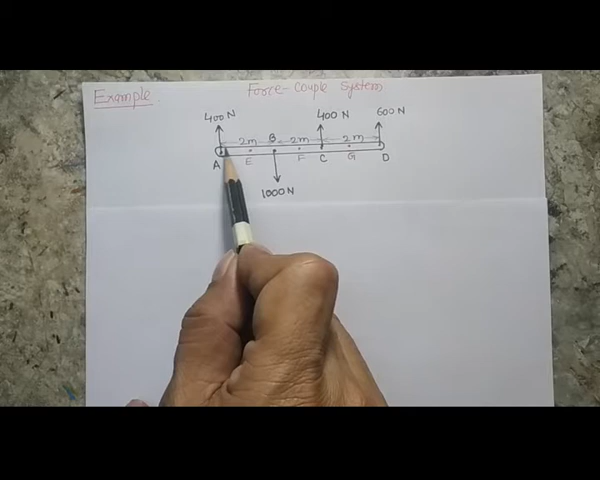 Example
Force-Couple System
400 N 400 N 600 N
2m B 2m 2m
A E F C G D
1000 N